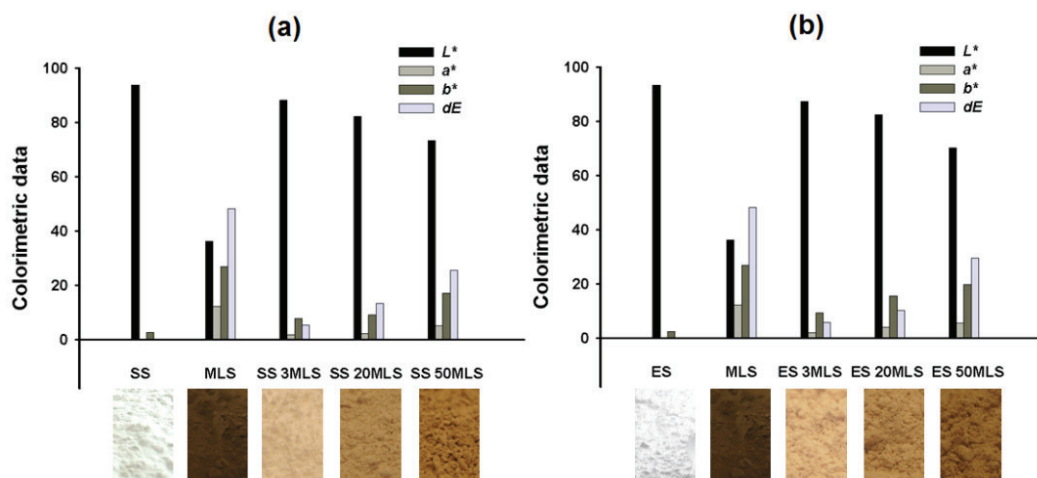 (a)
L*
a*
b*
dE
Colorimetric data
100
80
60
40
20
0
SS MLS SS 3MLS SS 20MLS SS 50MLS
(b)
L*
a*
b*
dE
Colorimetric data
100
80
60
40
20
0
ES MLS ES 3MLS ES 20MLS ES 50MLS